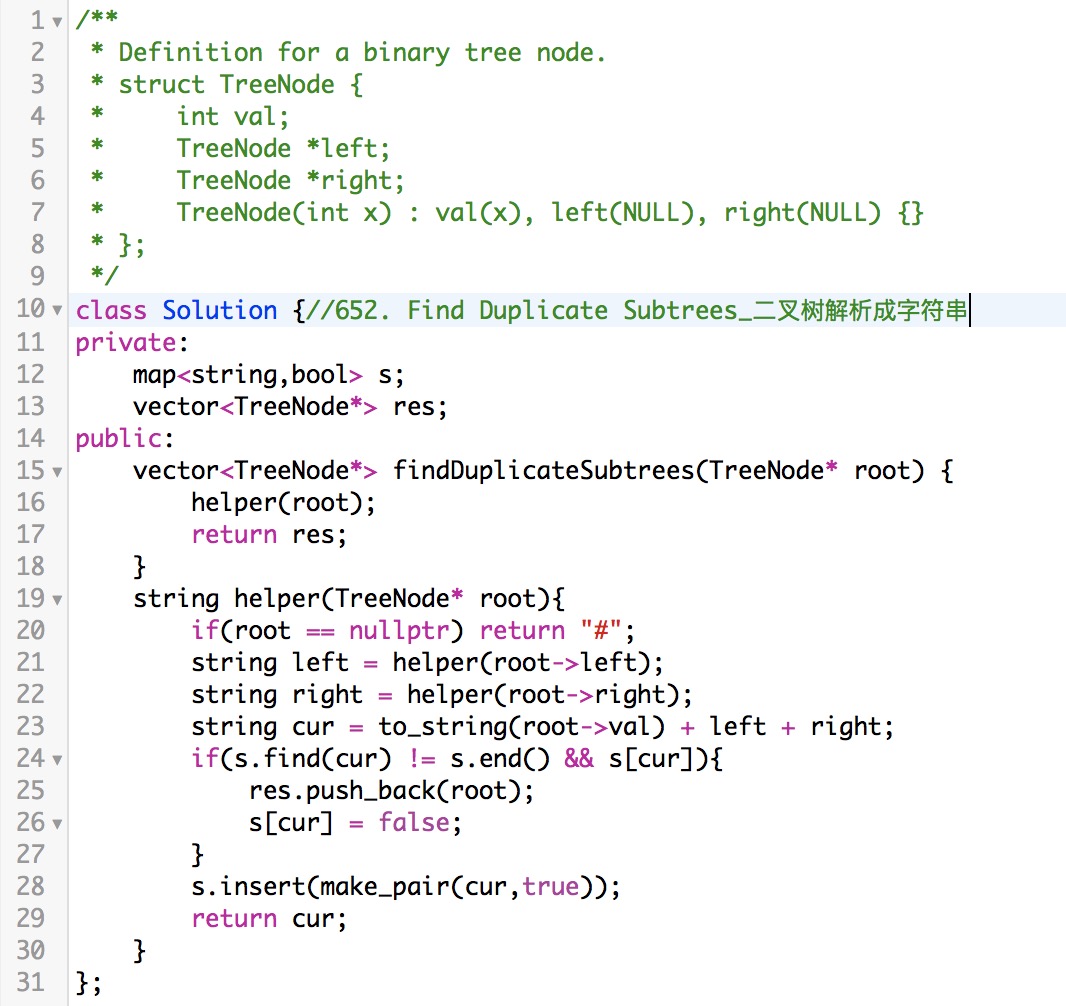 1 /**
2  * Definition for a binary tree node.
3  * struct TreeNode {
4  *     int val;
5  *     TreeNode *left;
6  *     TreeNode *right;
7  *     TreeNode(int x) : val(x), left(NULL), right(NULL) {}
8  * };
9  */
10 class Solution {//652. Find Duplicate Subtrees_二叉树解析成字符串
11 private:
12     map<string,bool> s;
13     vector<TreeNode*> res;
14 public:
15     vector<TreeNode*> findDuplicateSubtrees(TreeNode* root) {
16         helper(root);
17         return res;
18     }
19     string helper(TreeNode* root){
20         if(root == nullptr) return "#";
21         string left = helper(root->left);
22         string right = helper(root->right);
23         string cur = to_string(root->val) + left + right;
24         if(s.find(cur) != s.end() && s[cur]){
25             res.push_back(root);
26             s[cur] = false;
27         }
28         s.insert(make_pair(cur,true));
29         return cur;
30     }
31 };